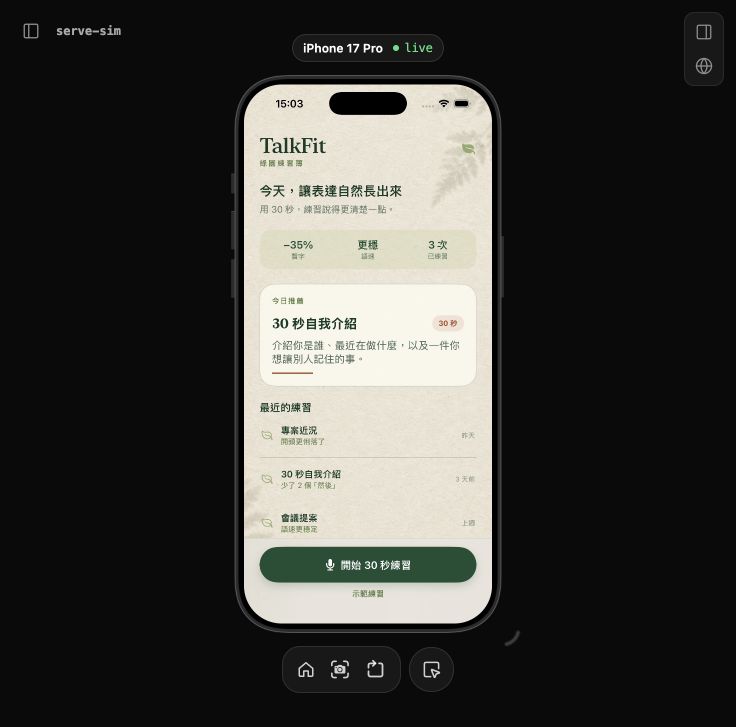 serve-sim
iPhone 17 Pro
live
15:03
TalkFit
綠園練習簿
今天，讓表達自然長出來
用 30 秒，練習說得更清楚一點。
−35%
更穩
3 次
贅字
語速
已練習
今日推薦
30 秒自我介紹
30 秒
介紹你是誰、最近在做什麼，以及一件你
想讓別人記住的事。
最近的練習
專案近況
開頭更俐落了
昨天
30 秒自我介紹
少了 2 個「然後」
3 天前
會議提案
語速更穩定
上週
開始 30 秒練習
示範練習